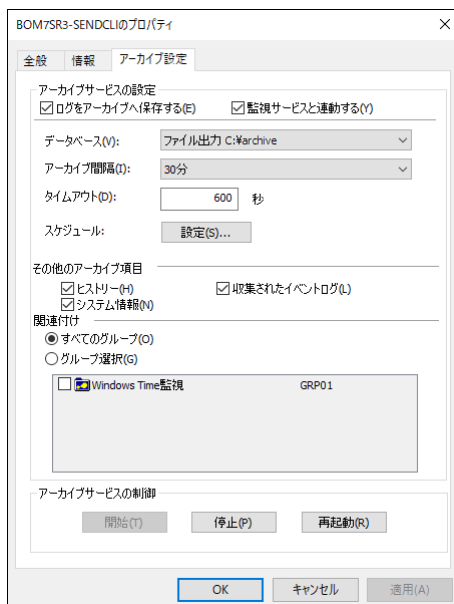 BOM7SR3-SENDCLIのプロパティ
全般 情報 アーカイブ設定
アーカイブサービスの設定
ログをアーカイブへ保存する(E) 監視サービスと連動する(Y)
データベース(V): ファイル出力 C:¥archive
アーカイブ間隔(I): 30分
タイムアウト(D): 600 秒
スケジュール: 設定(S)...
その他のアーカイブ項目
ヒストリー(H) 収集されたイベントログ(L)
システム情報(N)
関連付け
すべてのグループ(O)
グループ選択(G)
Windows Time監視 GRP01
アーカイブサービスの制御
開始(T) 停止(P) 再起動(R)
OK キャンセル 適用(A)